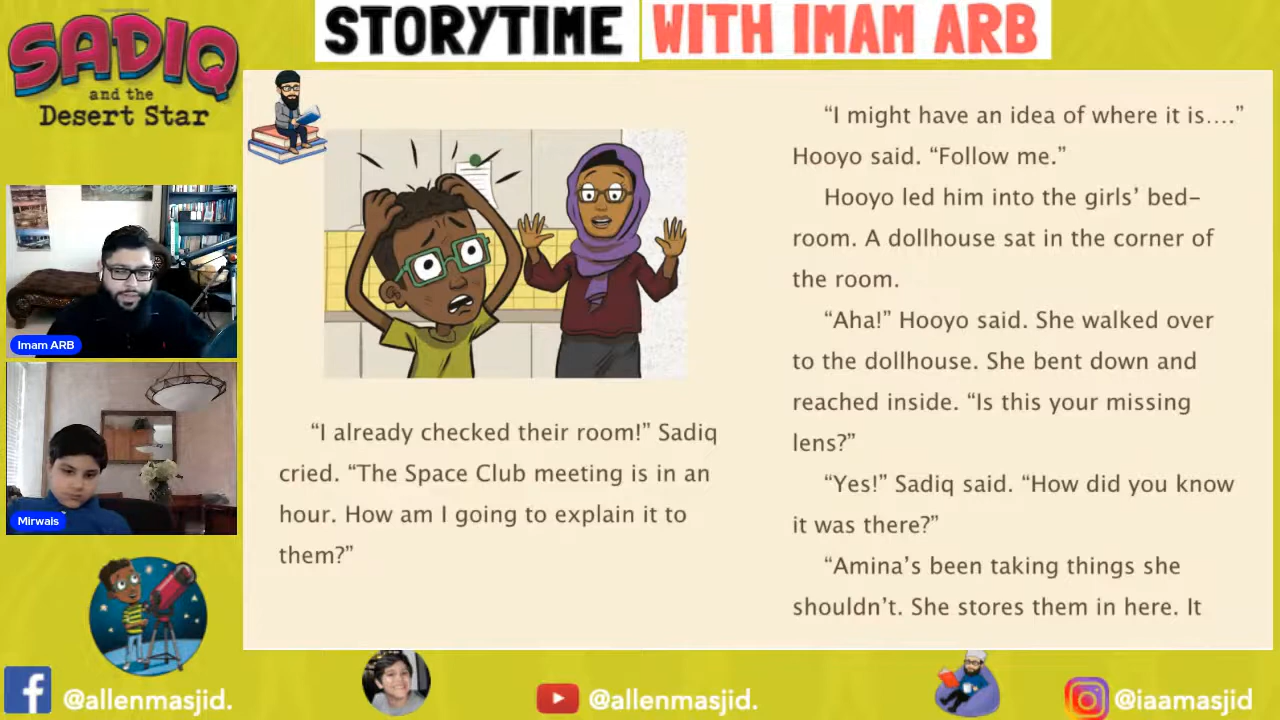 SADIQ
and the
Desert Star
STORYTIME WITH IMAM ARB
Imam ARB
Mirwais
“I already checked their room!” Sadiq
cried. “The Space Club meeting is in an
hour. How am I going to explain it to
them?”
“I might have an idea of where it is....”
Hooyo said. “Follow me.”
Hooyo led him into the girls’ bed-
room. A dollhouse sat in the corner of
the room.
“Aha!” Hooyo said. She walked over
to the dollhouse. She bent down and
reached inside. “Is this your missing
lens?”
“Yes!” Sadiq said. “How did you know
it was there?”
“Amina’s been taking things she
shouldn’t. She stores them in here. It
@allenmasjid.
@allenmasjid.
@iaamasjid